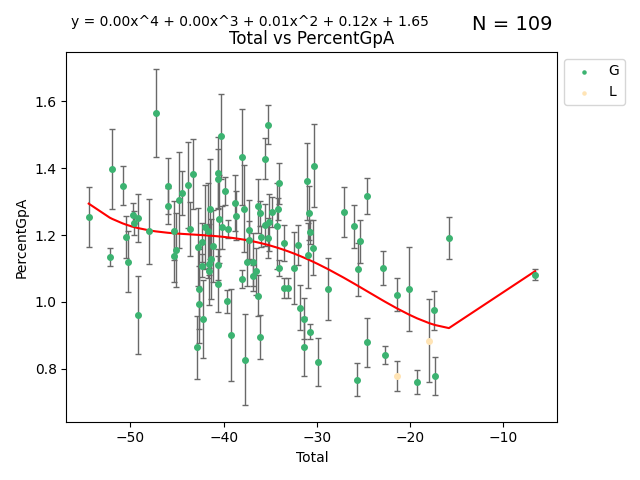 y = 0.00x^4 + 0.00x^3 + 0.01x^2 + 0.12x + 1.65
N = 109
Total vs PercentGpA
G
L
PercentGpA
1.6
1.4
1.2
1.0
0.8
−50
−40
−30
−20
−10
Total